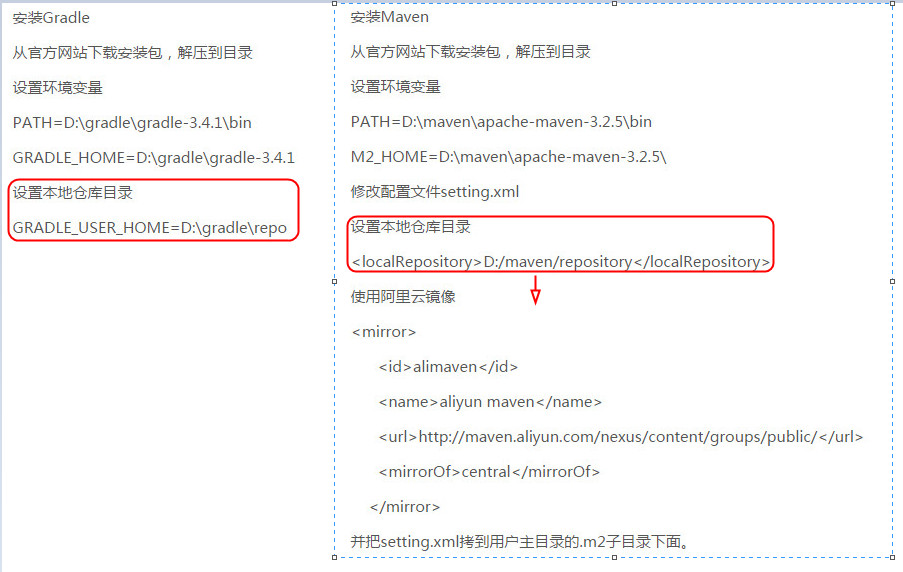 安装Gradle
从官方网站下载安装包，解压到目录
设置环境变量
PATH=D:\gradle\gradle-3.4.1\bin
GRADLE_HOME=D:\gradle\gradle-3.4.1
设置本地仓库目录
GRADLE_USER_HOME=D:\gradle\repo
安装Maven
从官方网站下载安装包，解压到目录
设置环境变量
PATH=D:\maven\apache-maven-3.2.5\bin
M2_HOME=D:\maven\apache-maven-3.2.5\
修改配置文件setting.xml
设置本地仓库目录
<localRepository>D:/maven/repository</localRepository>
使用阿里云镜像
<mirror>
<id>alimaven</id>
<name>aliyun maven</name>
<url>http://maven.aliyun.com/nexus/content/groups/public/</url>
<mirrorOf>central</mirrorOf>
</mirror>
并把setting.xml拷到用户主目录的.m2子目录下面。